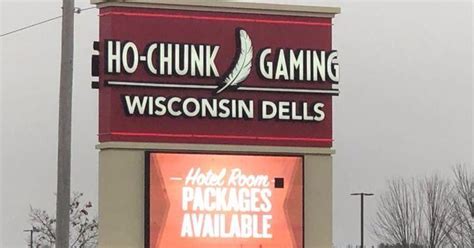 HO-CHUNK GAMING
WISCONSIN DELLS
Hotel Room
PACKAGES
AVAILABLE